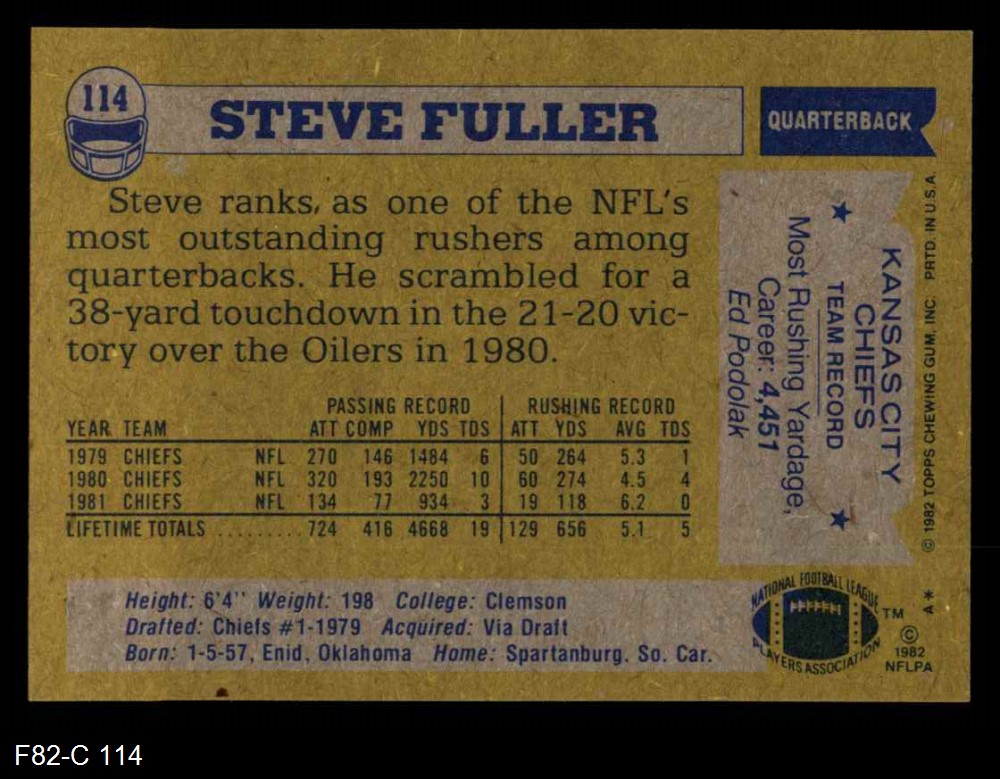 114
STEVE FULLER
QUARTERBACK
Steve ranks, as one of the NFL's
most outstanding rushers among
quarterbacks. He scrambled for a
38-yard touchdown in the 21-20 vic-
tory over the Oilers in 1980.
PASSING RECORD RUSHING RECORD
YEAR TEAM ATT COMP YDS TDS ATT YDS AVG TDS
1979 CHIEFS NFL 270 146 1484 6 50 264 5.3 1
1980 CHIEFS NFL 320 193 2250 10 60 274 4.5 4
1981 CHIEFS NFL 134 77 934 3 19 118 6.2 0
LIFETIME TOTALS ......... 724 416 4668 19 129 656 5.1 5
Height: 6'4" Weight: 198 College: Clemson
Drafted: Chiefs #1-1979 Acquired: Via Draft
Born: 1-5-57, Enid, Oklahoma Home: Spartanburg. So. Car.
KANSAS CITY
CHIEFS
★ TEAM RECORD ★
Most Rushing Yardage,
Career: 4,451
Ed Podolak
© 1982 TOPPS CHEWING GUM, INC. PRTD. IN U.S.A.
A*
NATIONAL FOOTBALL LEAGUE
PLAYERS ASSOCIATION
TM
©
1982
NFLPA
F82-C 114